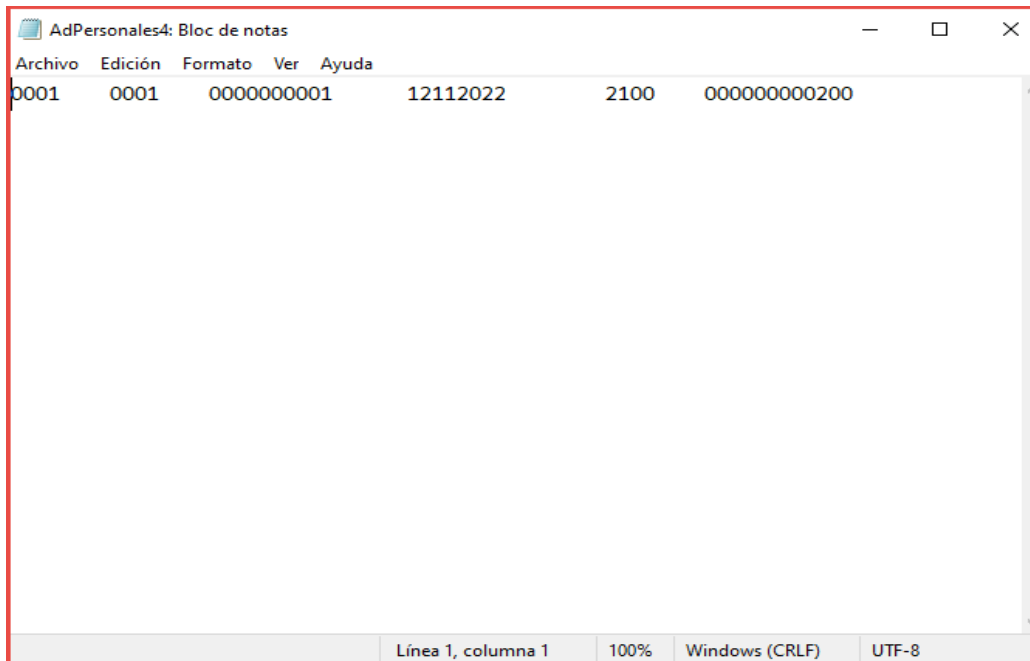 AdPersonales4: Bloc de notas
Archivo Edición Formato Ver Ayuda
0001 0001 0000000001 12112022 2100 000000000200
Línea 1, columna 1 100% Windows (CRLF) UTF-8